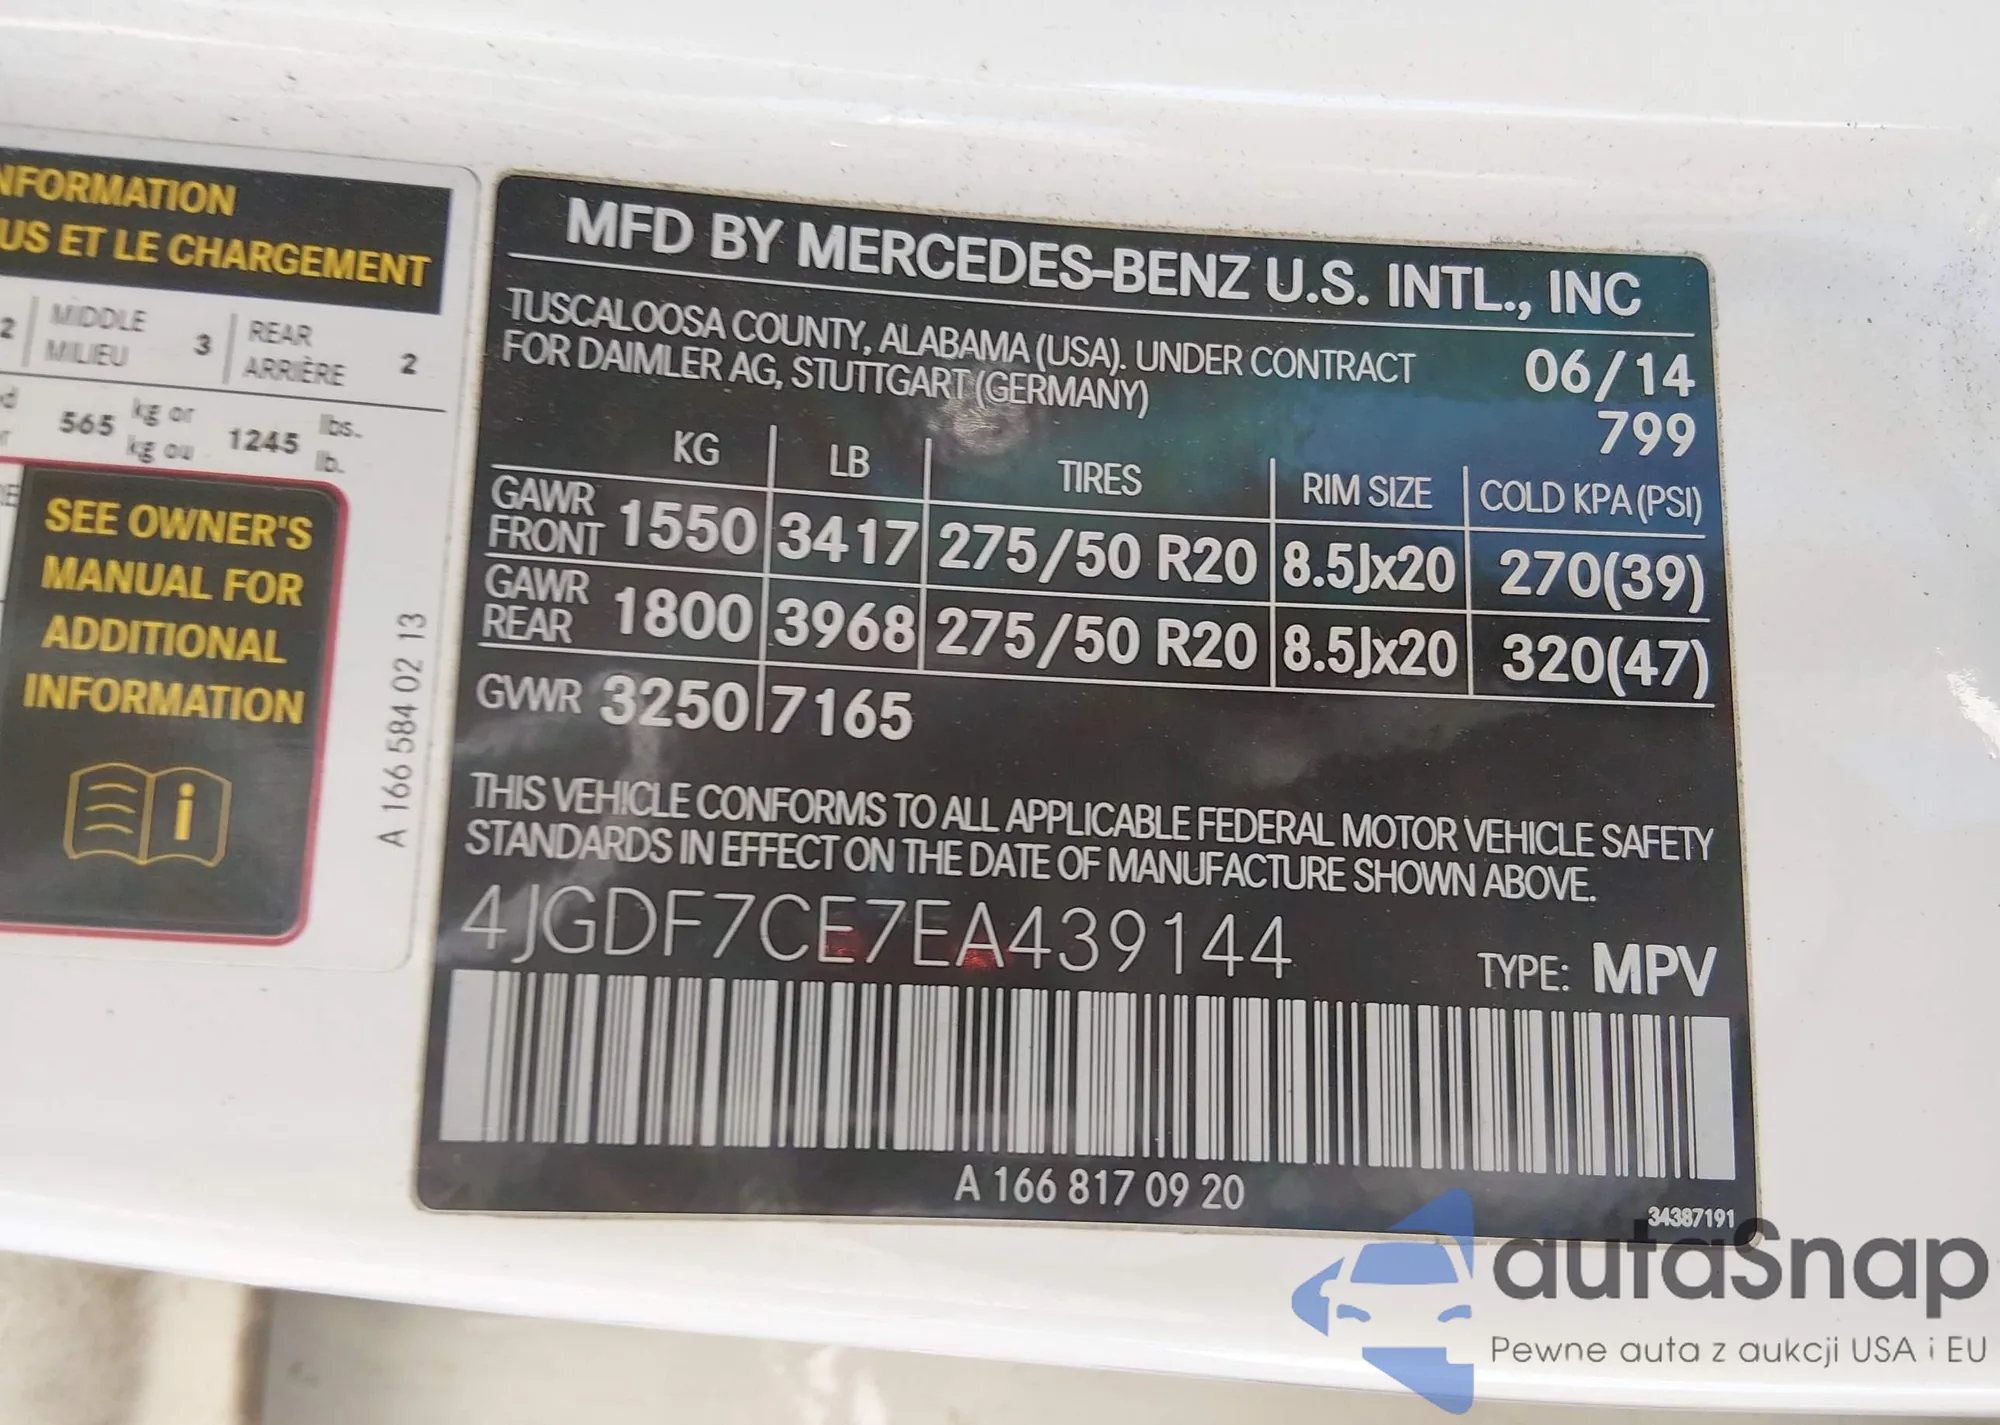 NFORMATION
US ET LE CHARGEMENT
2 MIDDLE MILIEU 3 REAR ARRIÈRE 2
565 kg or kg ou 1245 lbs. lb.
SEE OWNER'S
MANUAL FOR
ADDITIONAL
INFORMATION
i
A 166 584 02 13
MFD BY MERCEDES-BENZ U.S. INTL., INC
TUSCALOOSA COUNTY, ALABAMA (USA). UNDER CONTRACT
FOR DAIMLER AG, STUTTGART (GERMANY)
06/14
799
KG LB TIRES RIM SIZE COLD KPA (PSI)
GAWR FRONT 1550 3417 275/50 R20 8.5Jx20 270(39)
GAWR REAR 1800 3968 275/50 R20 8.5Jx20 320(47)
GVWR 3250 7165
THIS VEHICLE CONFORMS TO ALL APPLICABLE FEDERAL MOTOR VEHICLE SAFETY
STANDARDS IN EFFECT ON THE DATE OF MANUFACTURE SHOWN ABOVE.
4JGDF7CE7EA439144
TYPE: MPV
A 166 817 09 20
34387191
autaSnap
Pewne auta z aukcji USA i EU